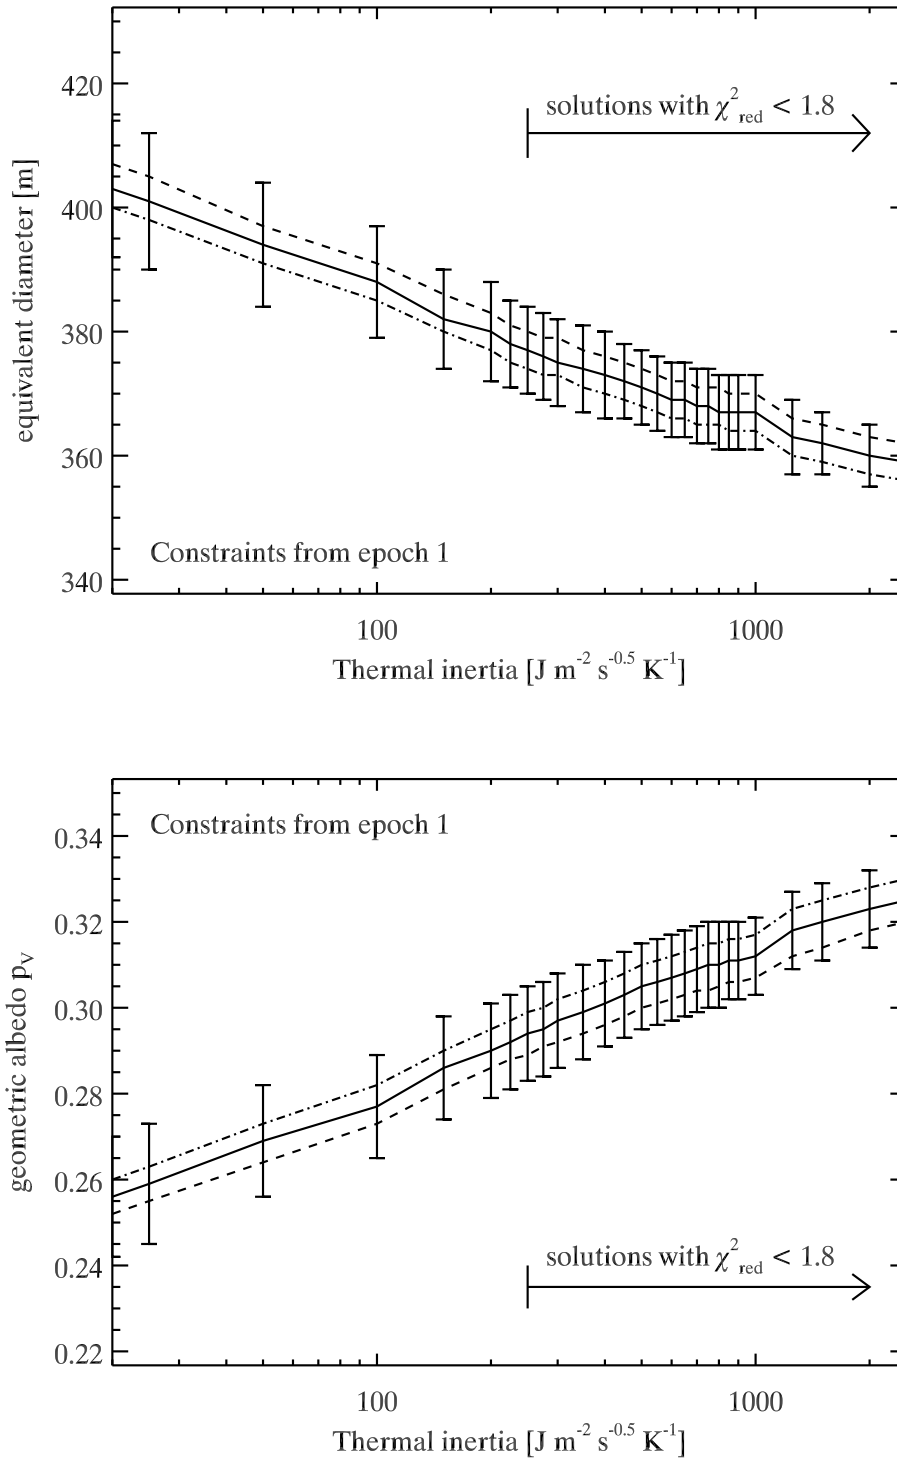 420
solutions with χ²red < 1.8
400
equivalent diameter [m]
380
360
Constraints from epoch 1
340
100
1000
Thermal inertia [J m-2 s-0.5 K-1]
Constraints from epoch 1
0.34
0.32
0.30
geometric albedo pV
0.28
0.26
solutions with χ²red < 1.8
0.24
0.22
100
1000
Thermal inertia [J m-2 s-0.5 K-1]